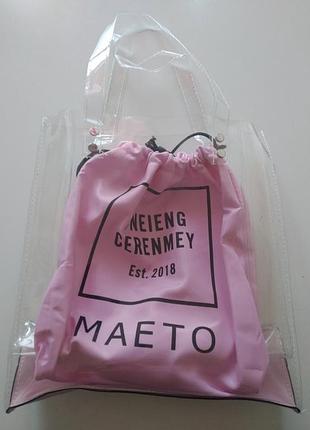 NEIENG
CERENMEY
Est. 2018
MAETO